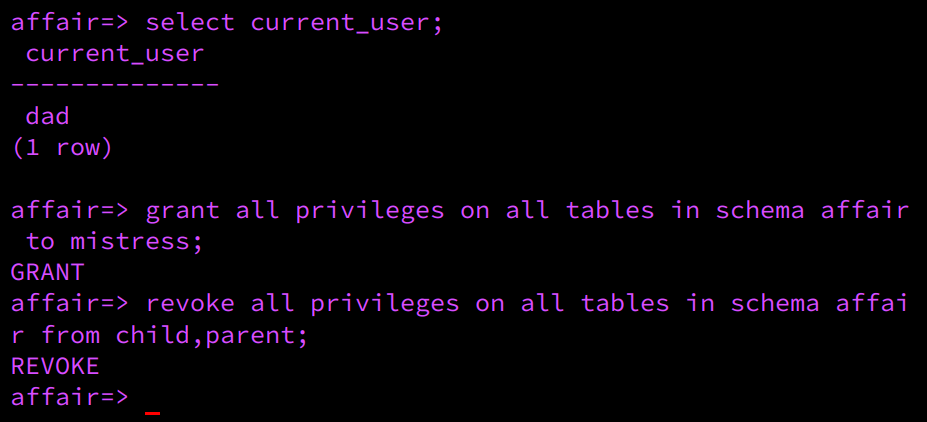 affair=> select current_user;
current_user
--------------
dad
(1 row)
affair=> grant all privileges on all tables in schema affair
to mistress;
GRANT
affair=> revoke all privileges on all tables in schema affai
r from child,parent;
REVOKE
affair=>